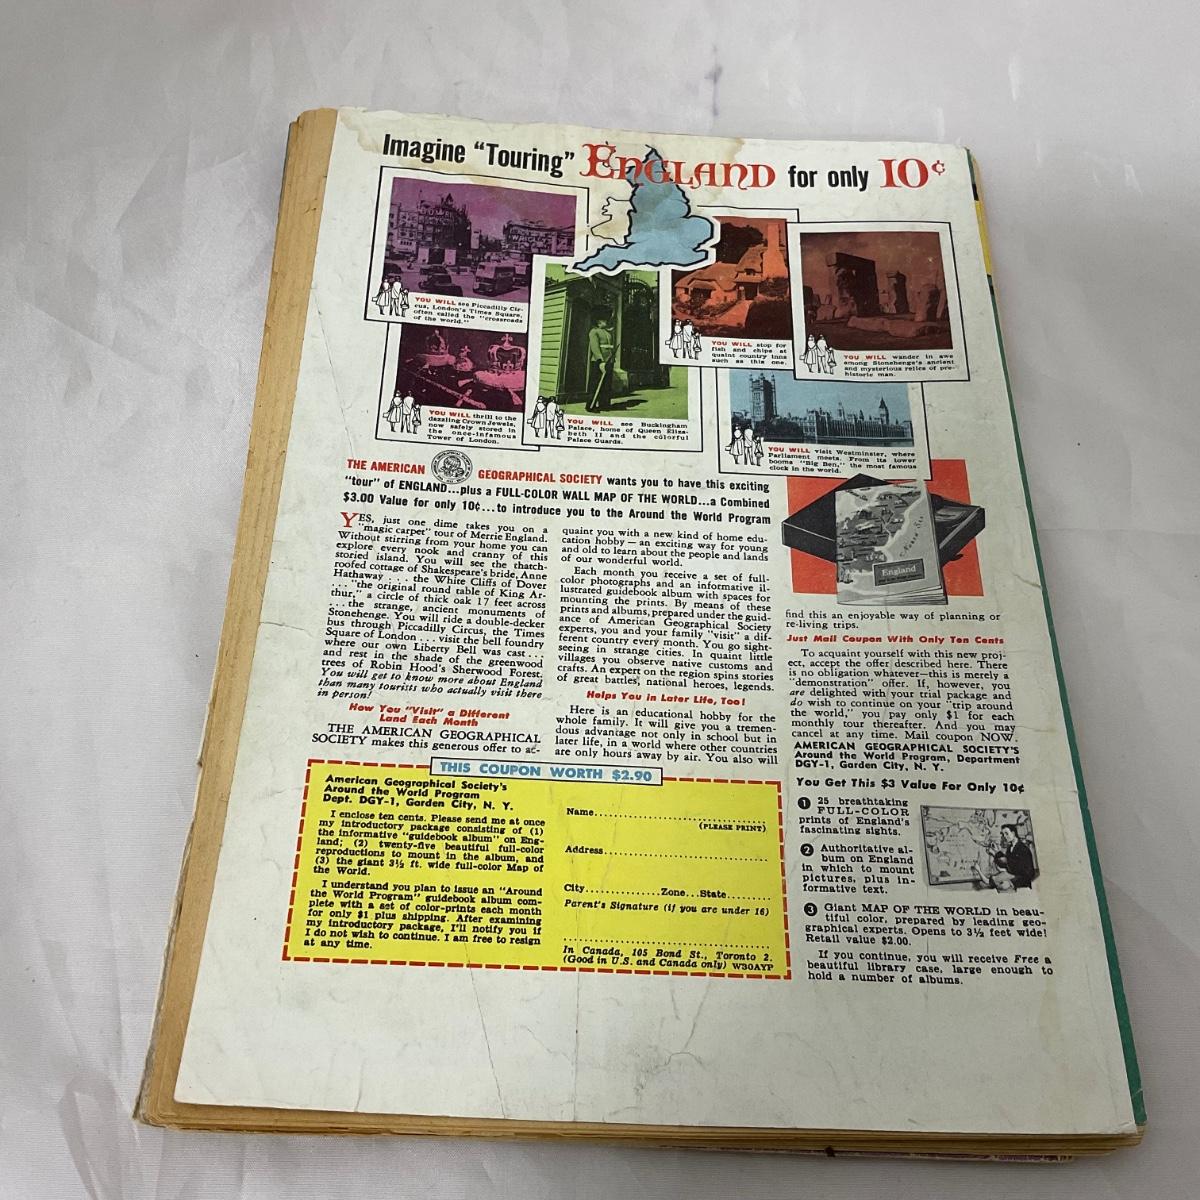 Imagine "Touring" ENGLAND for only 10¢
YOU WILL see Piccadilly Cir-
cus, London's Times Square,
often called the "crossroads
of the world."
YOU WILL stop for
fish and chips at
quaint country inns
such as this one.
YOU WILL wander in awe
among Stonehenge's ancient
and mysterious relics of pre-
historic man.
YOU WILL thrill to the
dazzling Crown Jewels,
now safely stored in
the once-infamous
Tower of London.
YOU WILL see Buckingham
Palace, home of Queen Eliza-
beth II and the colorful
Palace Guards.
YOU WILL visit Westminster, where
Parliament meets. From its tower
booms "Big Ben," the most famous
clock in the world.
THE AMERICAN GEOGRAPHICAL SOCIETY wants you to have this exciting
"tour" of ENGLAND...plus a FULL-COLOR WALL MAP OF THE WORLD...a Combined
$3.00 Value for only 10¢...to introduce you to the Around the World Program
YES, just one dime takes you on a
"magic carpet" tour of Merrie England.
Without stirring from your home you can
explore every nook and cranny of this
storied island. You will see the thatch-
roofed cottage of Shakespeare's bride, Anne
Hathaway . . . the White Cliffs of Dover
. . . "the original round table of King Ar-
thur," a circle of thick oak 17 feet across
. . . the strange, ancient monuments of
Stonehenge. You will ride a double-decker
bus through Piccadilly Circus, the Times
Square of London . . . visit the bell foundry
where our own Liberty Bell was cast . . .
and rest in the shade of the greenwood
trees of Robin Hood's Sherwood Forest.
You will get to know more about England
than many tourists who actually visit there
in person!
How You "Visit" a Different
Land Each Month
THE AMERICAN GEOGRAPHICAL
SOCIETY makes this generous offer to ac-
quaint you with a new kind of home edu-
cation hobby — an exciting way for young
and old to learn about the people and lands
of our wonderful world.
Each month you receive a set of full-
color photographs and an informative il-
lustrated guidebook album with spaces for
mounting the prints. By means of these
prints and albums, prepared under the guid-
ance of American Geographical Society
experts, you and your family "visit" a dif-
ferent country every month. You go sight-
seeing in strange cities. In quaint little
villages you observe native customs and
crafts. An expert on the region spins stories
of great battles, national heroes, legends.
Helps You in Later Life, Too!
Here is an educational hobby for the
whole family. It will give you a tremen-
dous advantage not only in school but in
later life, in a world where other countries
are only hours away by air. You also will
England
find this an enjoyable way of planning or
re-living trips.
Just Mail Coupon With Only Ten Cents
To acquaint yourself with this new proj-
ect, accept the offer described here. There
is no obligation whatever—this is merely a
"demonstration" offer. If, however, you
are delighted with your trial package and
do wish to continue on your "trip around
the world," you pay only $1 for each
monthly tour thereafter. And you may
cancel at any time. Mail coupon NOW.
AMERICAN GEOGRAPHICAL SOCIETY'S
Around the World Program, Department
DGY-1, Garden City, N. Y.
You Get This $3 Value For Only 10¢
1 25 breathtaking
FULL-COLOR
prints of England's
fascinating sights.
2 Authoritative al-
bum on England
in which to mount
pictures, plus in-
formative text.
3 Giant MAP OF THE WORLD in beau-
tiful color, prepared by leading geo-
graphical experts. Opens to 3½ feet wide!
Retail value $2.00.
If you continue, you will receive Free a
beautiful library case, large enough to
hold a number of albums.
THIS COUPON WORTH $2.90
American Geographical Society's
Around the World Program
Dept. DGY-1, Garden City, N. Y.
I enclose ten cents. Please send me at once
my introductory package consisting of (1)
the informative "guidebook album" on Eng-
land; (2) twenty-five beautiful full-color
reproductions to mount in the album, and
(3) the giant 3½ ft. wide full-color Map of
the World.
I understand you plan to issue an "Around
the World Program" guidebook album com-
plete with a set of color-prints each month
for only $1 plus shipping. After examining
my introductory package, I'll notify you if
I do not wish to continue. I am free to resign
at any time.
Name
(PLEASE PRINT)
Address
City Zone State
Parent's Signature (if you are under 16)
In Canada, 105 Bond St., Toronto 2.
(Good in U.S. and Canada only) W30AYP